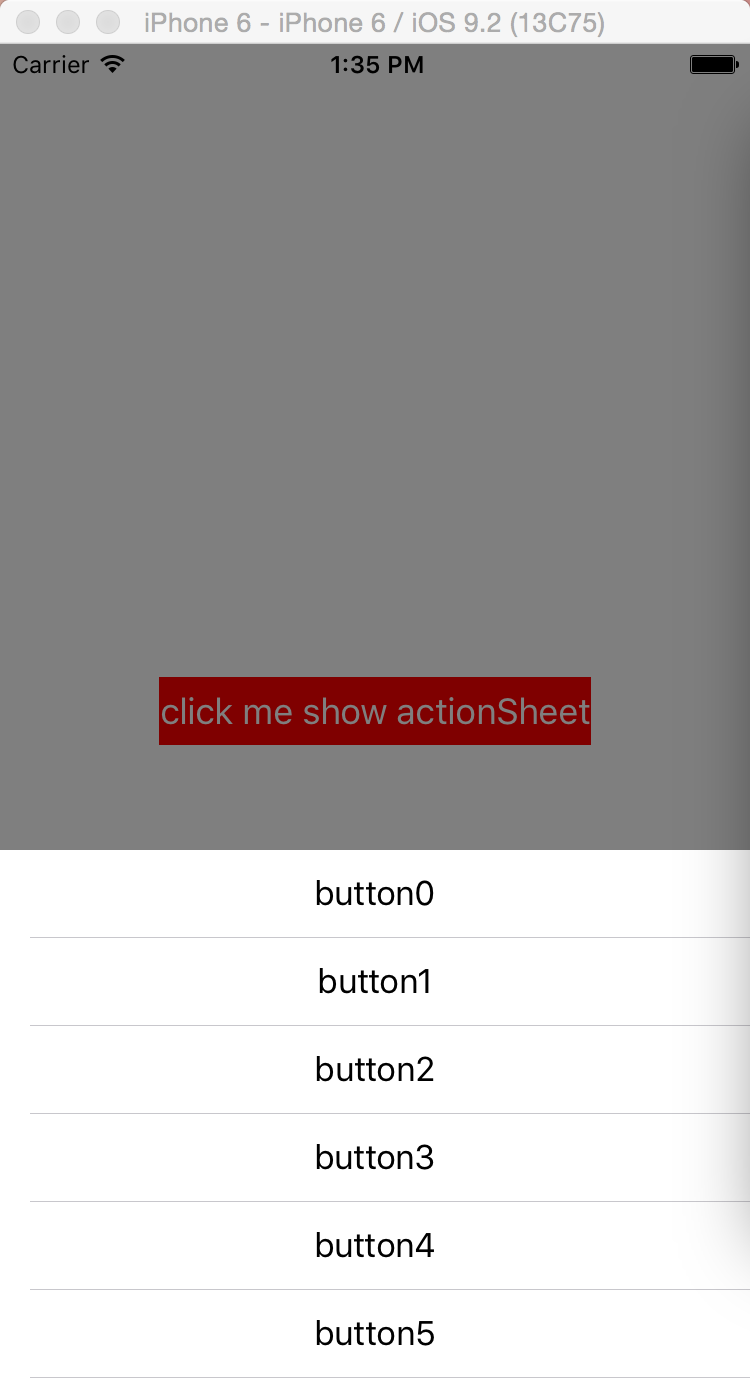 iPhone 6 - iPhone 6 / iOS 9.2 (13C75)
Carrier 1:35 PM
click me show actionSheet
button0
button1
button2
button3
button4
button5